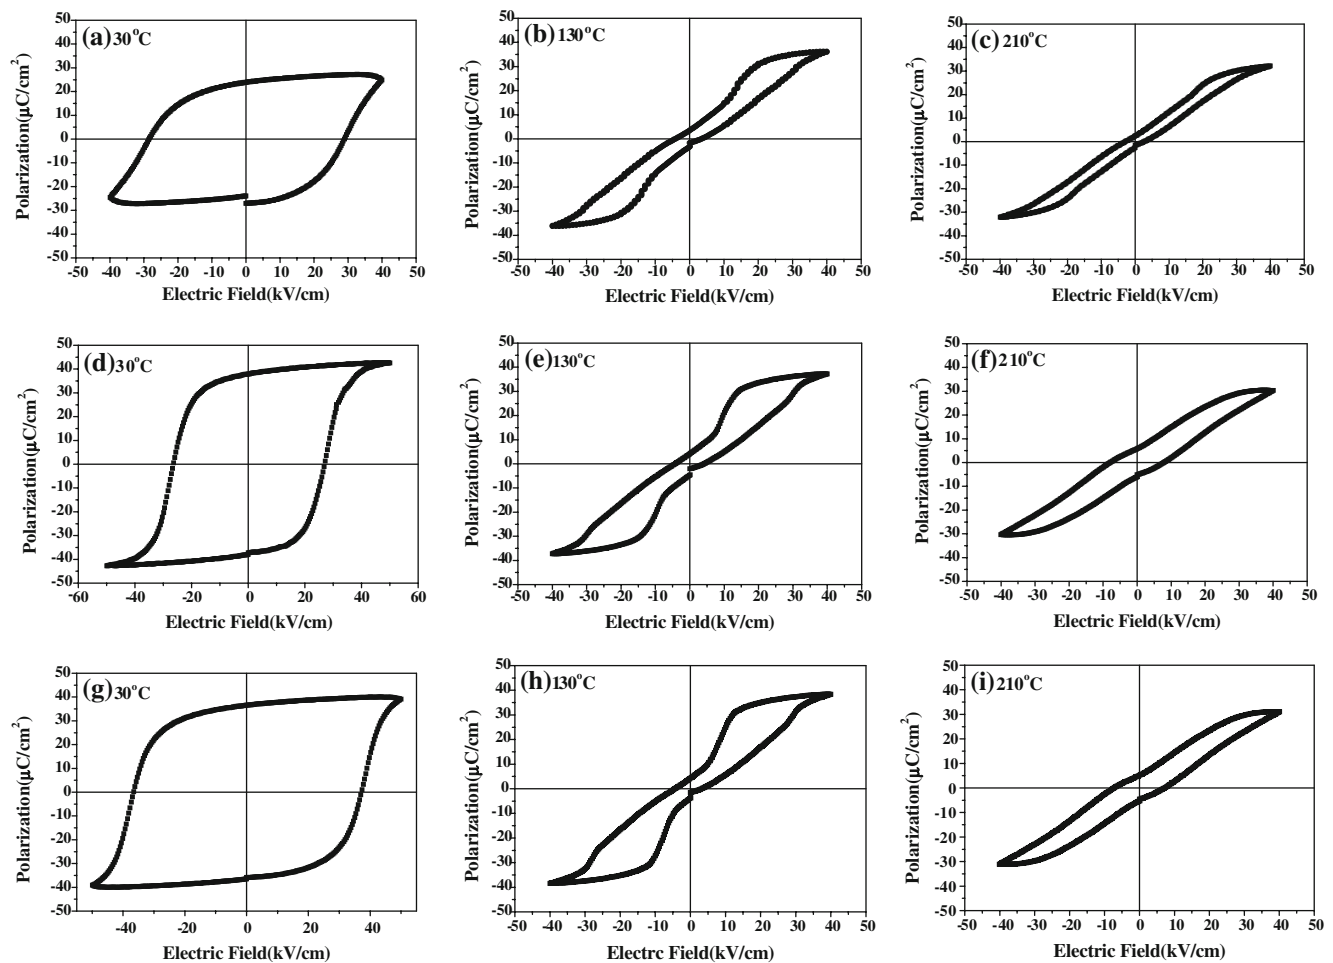 (a)30°C
50
40
30
20
10
0
-10
-20
-30
-40
-50
Polarization(μC/cm²)
-50 -40 -30 -20 -10 0 10 20 30 40 50
Electric Field(kV/cm)
(b)130°C
50
40
30
20
10
0
-10
-20
-30
-40
-50
Polarization(μC/cm²)
-50 -40 -30 -20 -10 0 10 20 30 40 50
Electric Field(kV/cm)
(c)210°C
50
40
30
20
10
0
-10
-20
-30
-40
-50
Polarization(μC/cm²)
-50 -40 -30 -20 -10 0 10 20 30 40 50
Electric Field(kV/cm)
(d)30°C
50
40
30
20
10
0
-10
-20
-30
-40
-50
Polarization(μC/cm²)
-60 -40 -20 0 20 40 60
Electric Field(kV/cm)
(e)130°C
50
40
30
20
10
0
-10
-20
-30
-40
-50
Polarization(μC/cm²)
-50 -40 -30 -20 -10 0 10 20 30 40 50
Electric Field(kV/cm)
(f)210°C
50
40
30
20
10
0
-10
-20
-30
-40
-50
Polarization(μC/cm²)
-50 -40 -30 -20 -10 0 10 20 30 40 50
Electric Field(kV/cm)
(g)30°C
50
40
30
20
10
0
-10
-20
-30
-40
-50
Polarization(μC/cm²)
-40 -20 0 20 40
Electric Field(kV/cm)
(h)130°C
50
40
30
20
10
0
-10
-20
-30
-40
-50
Polarization(μC/cm²)
-50 -40 -30 -20 -10 0 10 20 30 40 50
Electrc Field(kV/cm)
(i)210°C
50
40
30
20
10
0
-10
-20
-30
-40
-50
Polarization(μC/cm²)
-50 -40 -30 -20 -10 0 10 20 30 40 50
Electric Field(kV/cm)